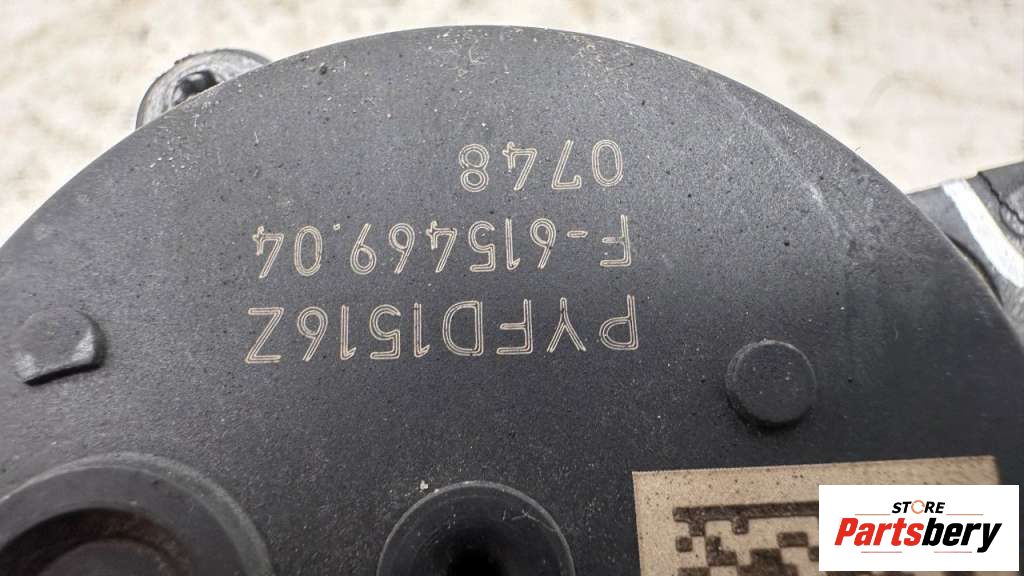 PYFD1516Z
F-615469.04
0748
STORE
Partsbery